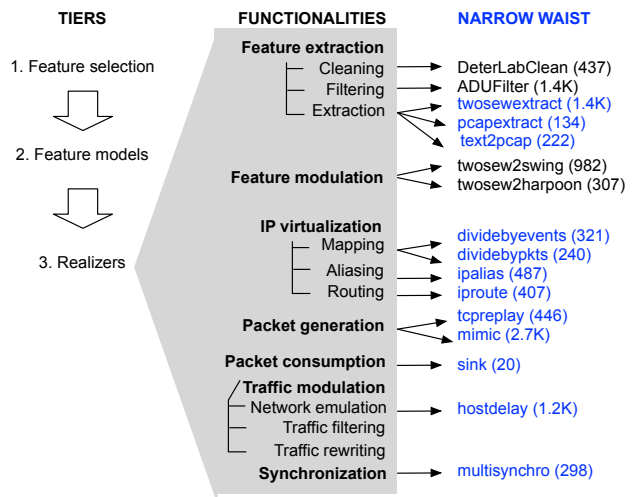 TIERS FUNCTIONALITIES NARROW WAIST
Feature extraction
1. Feature selection
Cleaning DeterLabClean (437)
Filtering ADUFilter (1.4K)
Extraction twosewextract (1.4K)
pcapextract (134)
text2pcap (222)
2. Feature models
Feature modulation twosew2swing (982)
twosew2harpoon (307)
IP virtualization
Mapping dividebyevents (321)
dividebypkts (240)
3. Realizers
Aliasing ipalias (487)
Routing iproute (407)
Packet generation tcpreplay (446)
mimic (2.7K)
Packet consumption sink (20)
Traffic modulation
Network emulation hostdelay (1.2K)
Traffic filtering
Traffic rewriting
Synchronization multisynchro (298)